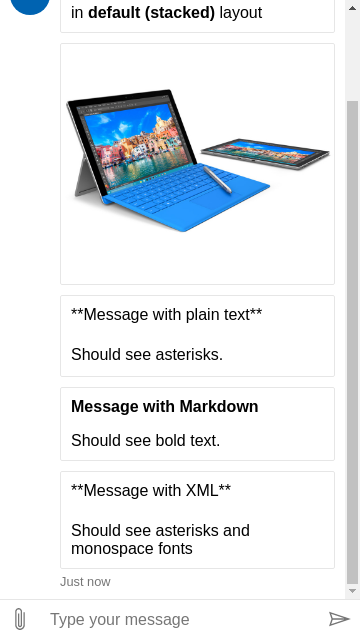 in default (stacked) layout
**Message with plain text**
Should see asterisks.
Message with Markdown
Should see bold text.
**Message with XML**
Should see asterisks and
monospace fonts
Just now
Type your message